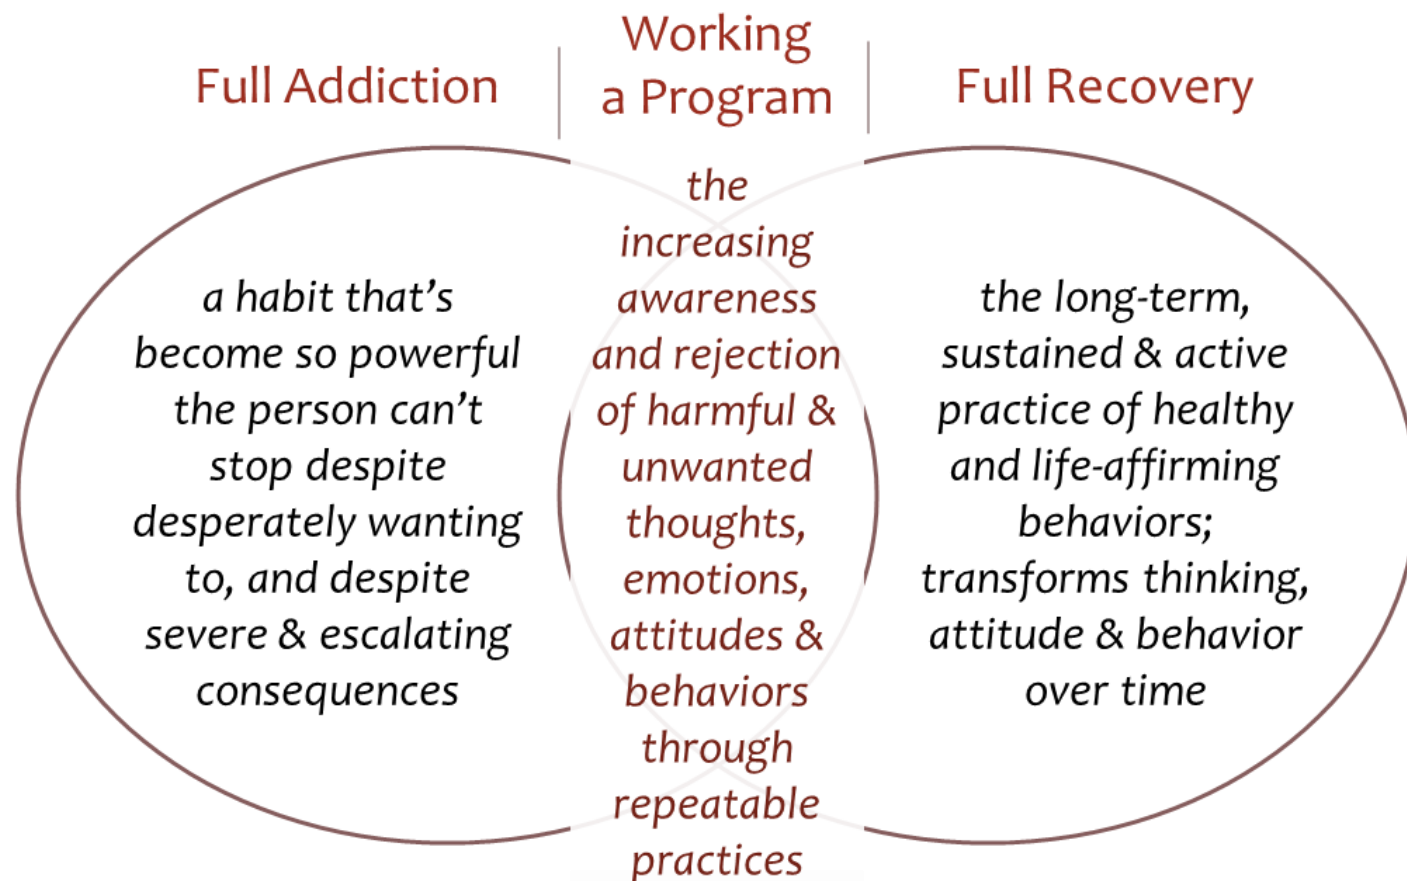 Full Addiction
Working
a Program
Full Recovery
a habit that's
become so powerful
the person can't
stop despite
desperately wanting
to, and despite
severe & escalating
consequences
the
increasing
awareness
and rejection
of harmful &
unwanted
thoughts,
emotions,
attitudes &
behaviors
through
repeatable
practices
the long-term,
sustained & active
practice of healthy
and life-affirming
behaviors;
transforms thinking,
attitude & behavior
over time